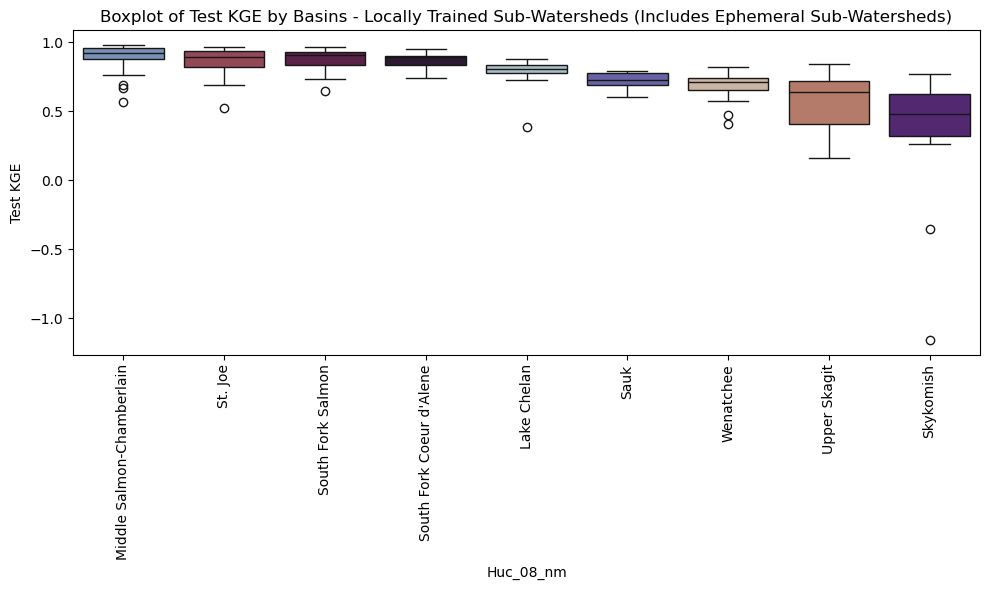 Boxplot of Test KGE by Basins - Locally Trained Sub-Watersheds (Includes Ephemeral Sub-Watersheds)
Test KGE
1.0
0.5
0.0
−0.5
−1.0
Middle Salmon-Chamberlain
St. Joe
South Fork Salmon
South Fork Coeur d'Alene
Lake Chelan
Sauk
Wenatchee
Upper Skagit
Skykomish
Huc_08_nm